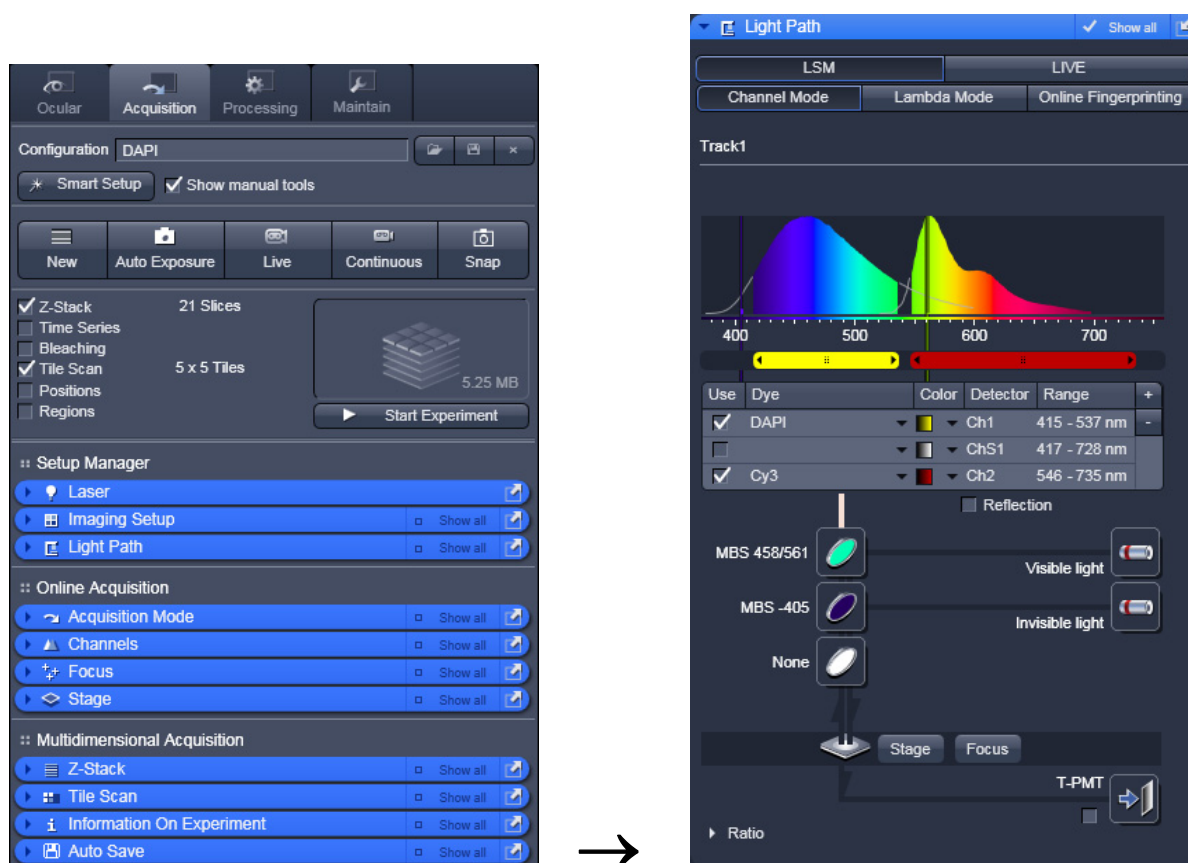 Ocular Acquisition Processing Maintain
Configuration DAPI
Smart Setup Show manual tools
New Auto Exposure Live Continuous Snap
Z-Stack 21 Slices
Time Series
Bleaching
Tile Scan 5 x 5 Tiles
Positions
Regions
5.25 MB
Start Experiment
Setup Manager
Laser
Imaging Setup Show all
Light Path Show all
Online Acquisition
Acquisition Mode Show all
Channels Show all
Focus Show all
Stage Show all
Multidimensional Acquisition
Z-Stack Show all
Tile Scan Show all
Information On Experiment Show all
Auto Save Show all
→
Light Path Show all
LSM LIVE
Channel Mode Lambda Mode Online Fingerprinting
Track1
400 500 600 700
Use Dye Color Detector Range +
DAPI Ch1 415 - 537 nm -
ChS1 417 - 728 nm
Cy3 Ch2 546 - 735 nm
Reflection
MBS 458/561
Visible light
MBS -405
Invisible light
None
Stage Focus
T-PMT
Ratio